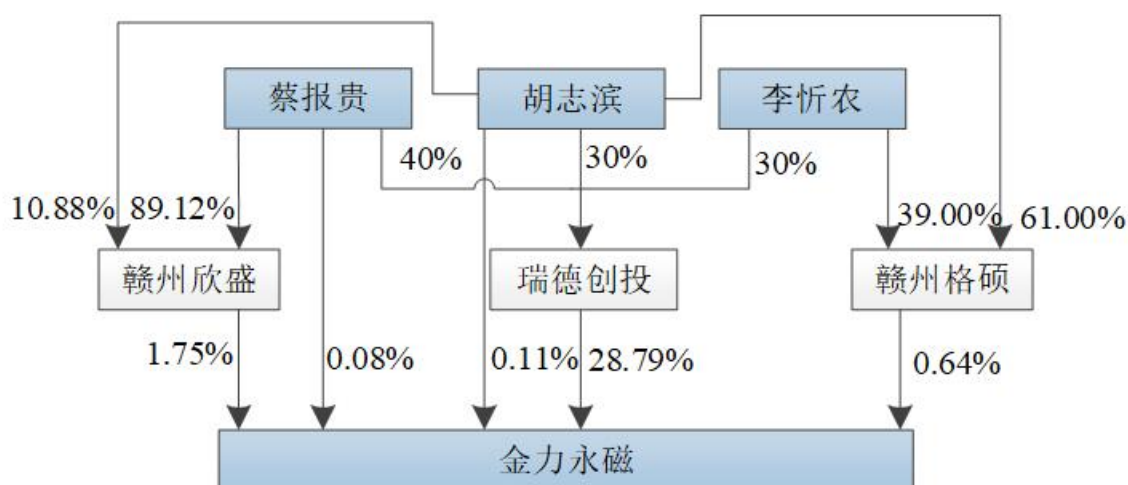 蔡报贵
胡志滨
李忻农
40%
30%
30%
10.88%
89.12%
39.00%
61.00%
赣州欣盛
瑞德创投
赣州格硕
1.75%
0.08%
0.11%
28.79%
0.64%
金力永磁